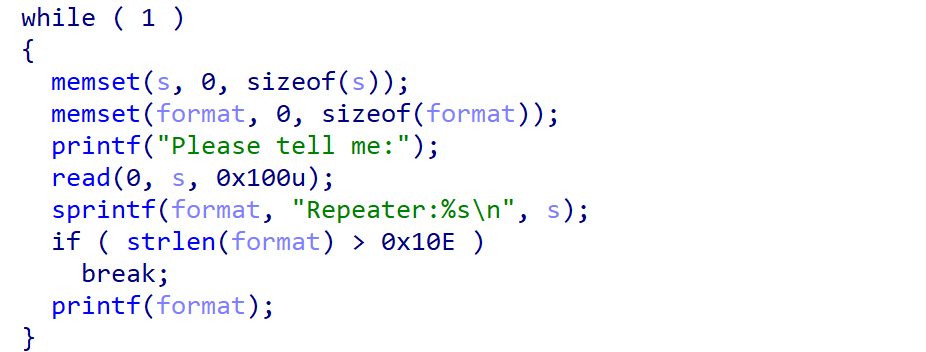 while ( 1 )
{
memset(s, 0, sizeof(s));
memset(format, 0, sizeof(format));
printf("Please tell me:");
read(0, s, 0x100u);
sprintf(format, "Repeater:%s\n", s);
if ( strlen(format) > 0x10E )
break;
printf(format);
}